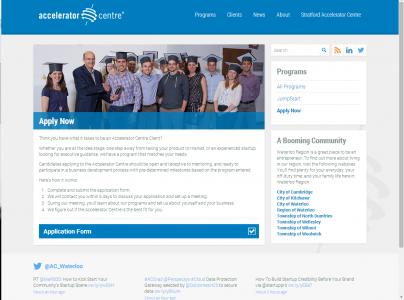 accelerator centre
Programs
Clients
News
About
Stratford Accelerator Centre
Search
Apply Now
Think you have what it takes to be an Accelerator Centre Client?
Whether you are at the idea stage, one step away from taking your product to market, or an experienced startup
looking for executive guidance, we have a program that matches your needs.
Candidates applying to the Accelerator Centre should be open and receptive to mentoring, and ready to
participate in a business development process with pre-determined milestones based on the program entered.
Here's how it works:
1. Complete and submit the application form.
2. We will contact you within 5 days to discuss your application and set up a meeting.
3. During our meeting, you'll learn about our programs and tell us about yourself and your business.
4. We figure out if the Accelerator Centre is the best fit for you.
Application Form
Programs
All Programs
JumpStart
Apply Now
A Booming Community
Waterloo Region is a great place to be an
entrepreneur. To find out more about living
in our region, visit the following websites.
You'll find plenty for your everyday, your
off duty time, and your family life here in
Waterloo Region.
City of Cambridge
City of Kitchener
City of Waterloo
Region of Waterloo
Township of North Dumfries
Township of Wellesley
Township of Wilmot
Township of Woolwich
@AC_Waterloo
How to Kick Start Your
Community's Startup Scene
Data Protection
Gateway selected by
to secure
data
How To Build Startup Credibility Before Your Brand
via @startupgrs